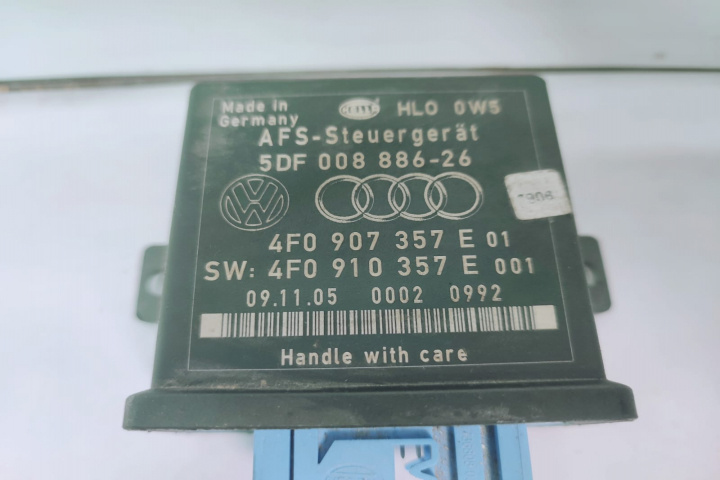 Made in HELLA HLO 0W5
Germany
AFS-Steuergerät
5DF 008 886-26
4F0 907 357 E 01
SW: 4F0 910 357 E 001
09.11.05 0002 0992
Handle with care